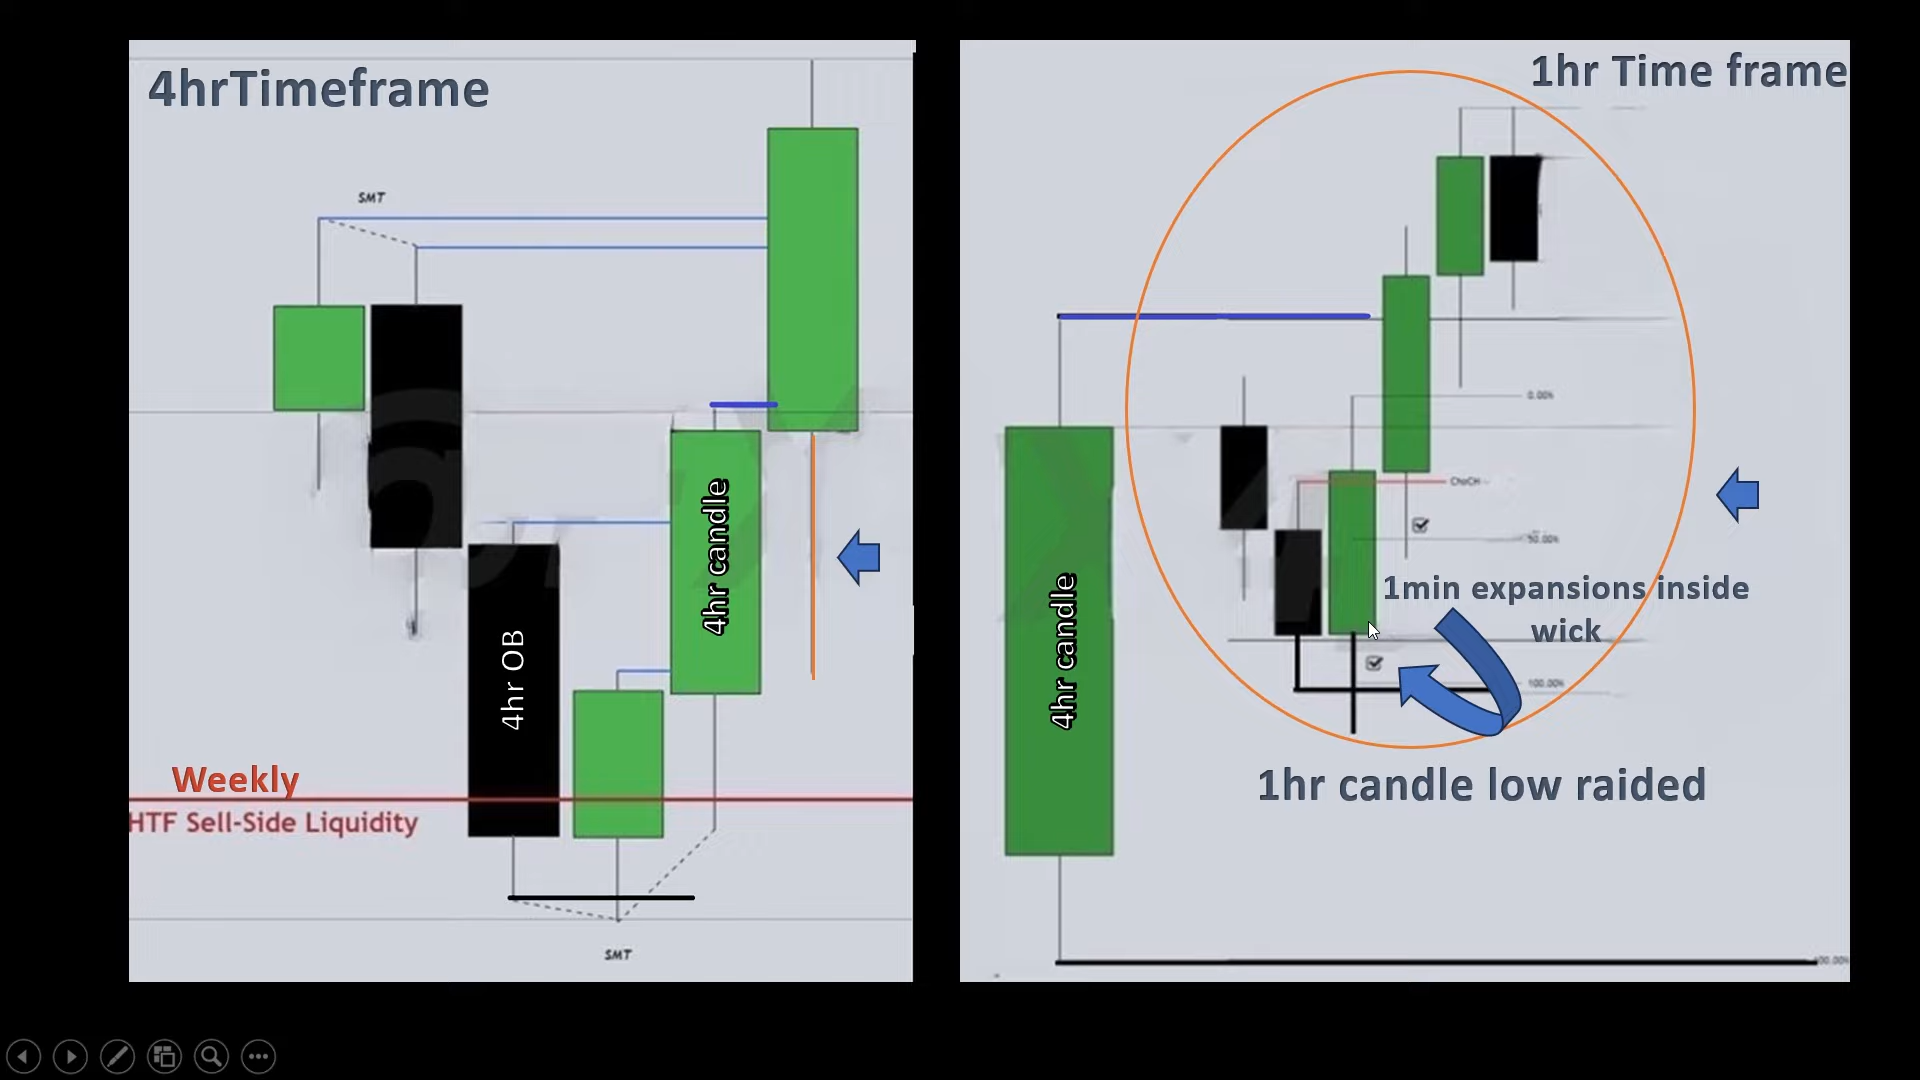 4hrTimeframe
SMT
4hr candle
4hr OB
Weekly
HTF Sell-Side Liquidity
SMT
1hr Time frame
0.00%
ChoCH
50.00%
1min expansions inside
wick
100.00%
4hr candle
1hr candle low raided